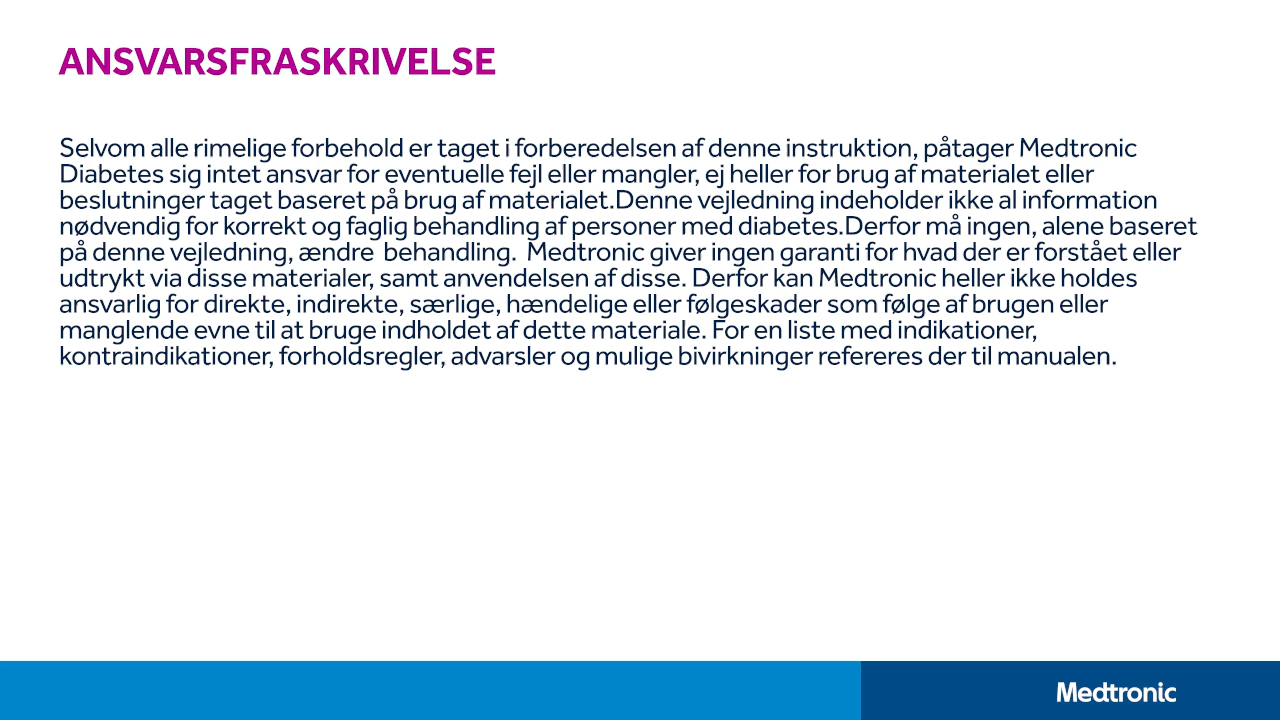 ANSVARSFRASKRIVELSE
Selvom alle rimelige forbehold er taget i forberedelsen af denne instruktion, påtager Medtronic
Diabetes sig intet ansvar for eventuelle fejl eller mangler, ej heller for brug af materialet eller
beslutninger taget baseret på brug af materialet.Denne vejledning indeholder ikke al information
nødvendig for korrekt og faglig behandling af personer med diabetes.Derfor må ingen, alene baseret
på denne vejledning, ændre  behandling.  Medtronic giver ingen garanti for hvad der er forstået eller
udtrykt via disse materialer, samt anvendelsen af disse. Derfor kan Medtronic heller ikke holdes
ansvarlig for direkte, indirekte, særlige, hændelige eller følgeskader som følge af brugen eller
manglende evne til at bruge indholdet af dette materiale. For en liste med indikationer,
kontraindikationer, forholdsregler, advarsler og mulige bivirkninger refereres der til manualen.
Medtronic